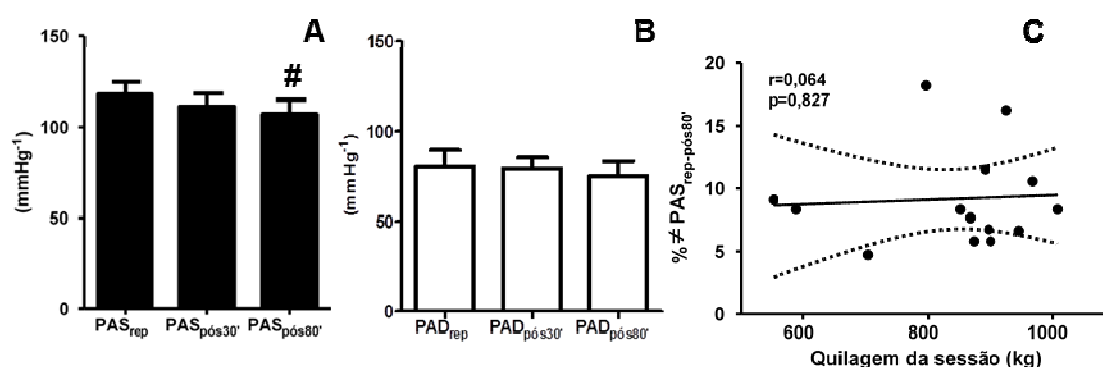 A
150
100
50
0
(mmHg-1)
#
PASrep PASpós30' PASpós80'
B
150
100
50
0
(mmHg-1)
PADrep PADpós30' PADpós80'
C
20
15
10
5
0
% ≠ PASrep-pós80'
r=0,064
p=0,827
600 800 1000
Quilagem da sessão (kg)